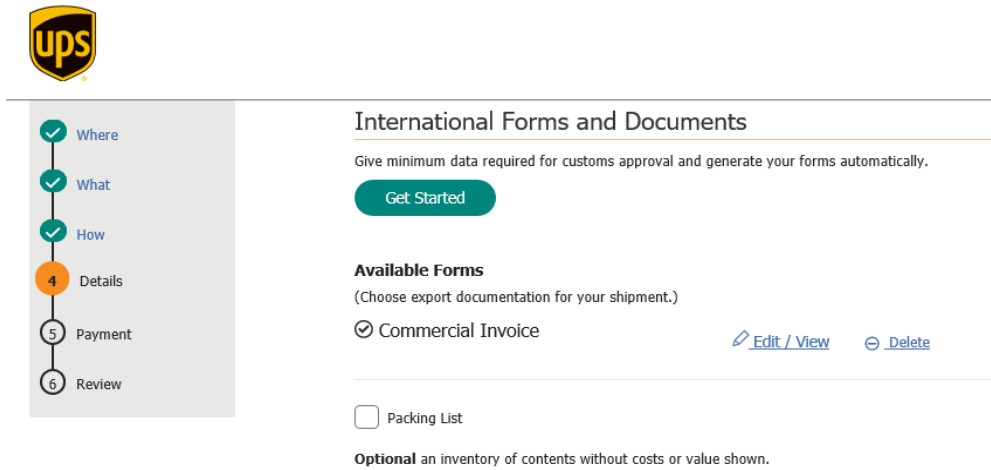 ups
Where
What
How
4 Details
5 Payment
6 Review
International Forms and Documents
Give minimum data required for customs approval and generate your forms automatically.
Get Started
Available Forms
(Choose export documentation for your shipment.)
Commercial Invoice Edit / View Delete
Packing List
Optional an inventory of contents without costs or value shown.